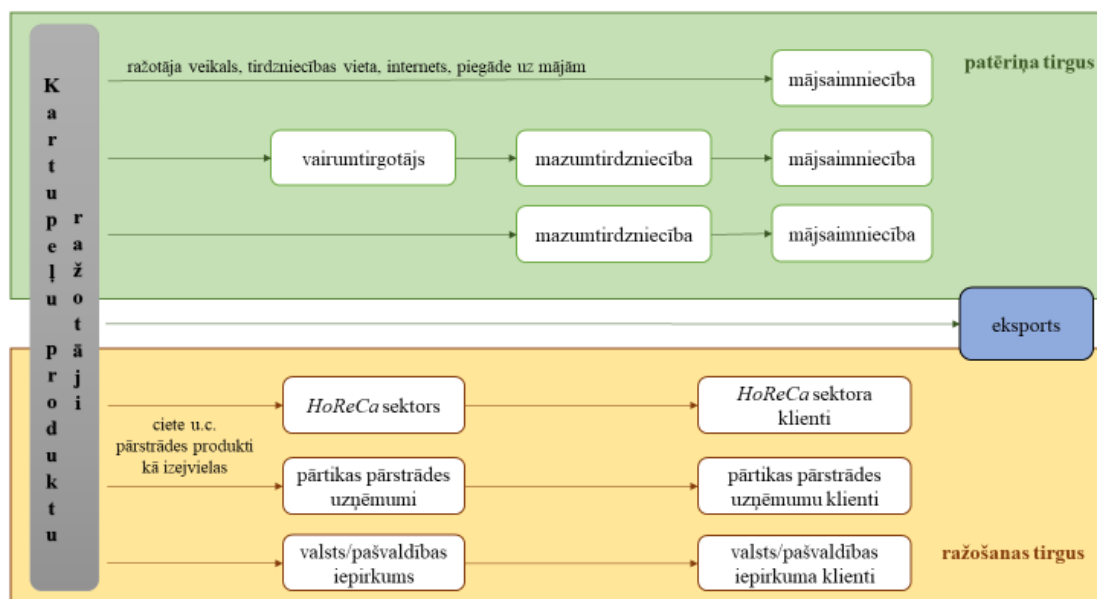 Kartupeļu produktu
ražotāji
ražotāja veikals, tirdzniecības vieta, internets, piegāde uz mājām
mājsaimniecība
patēriņa tirgus
vairumtirgotājs
mazumtirdzniecība
mājsaimniecība
mazumtirdzniecība
mājsaimniecība
eksports
HoReCa sektors
HoReCa sektora
klienti
ciete u.c.
pārstrādes produkti
kā izejvielas
pārtikas pārstrādes
uzņēmumi
pārtikas pārstrādes
uzņēmumu klienti
valsts/pašvaldības
iepirkums
valsts/pašvaldības
iepirkuma klienti
ražošanas tirgus